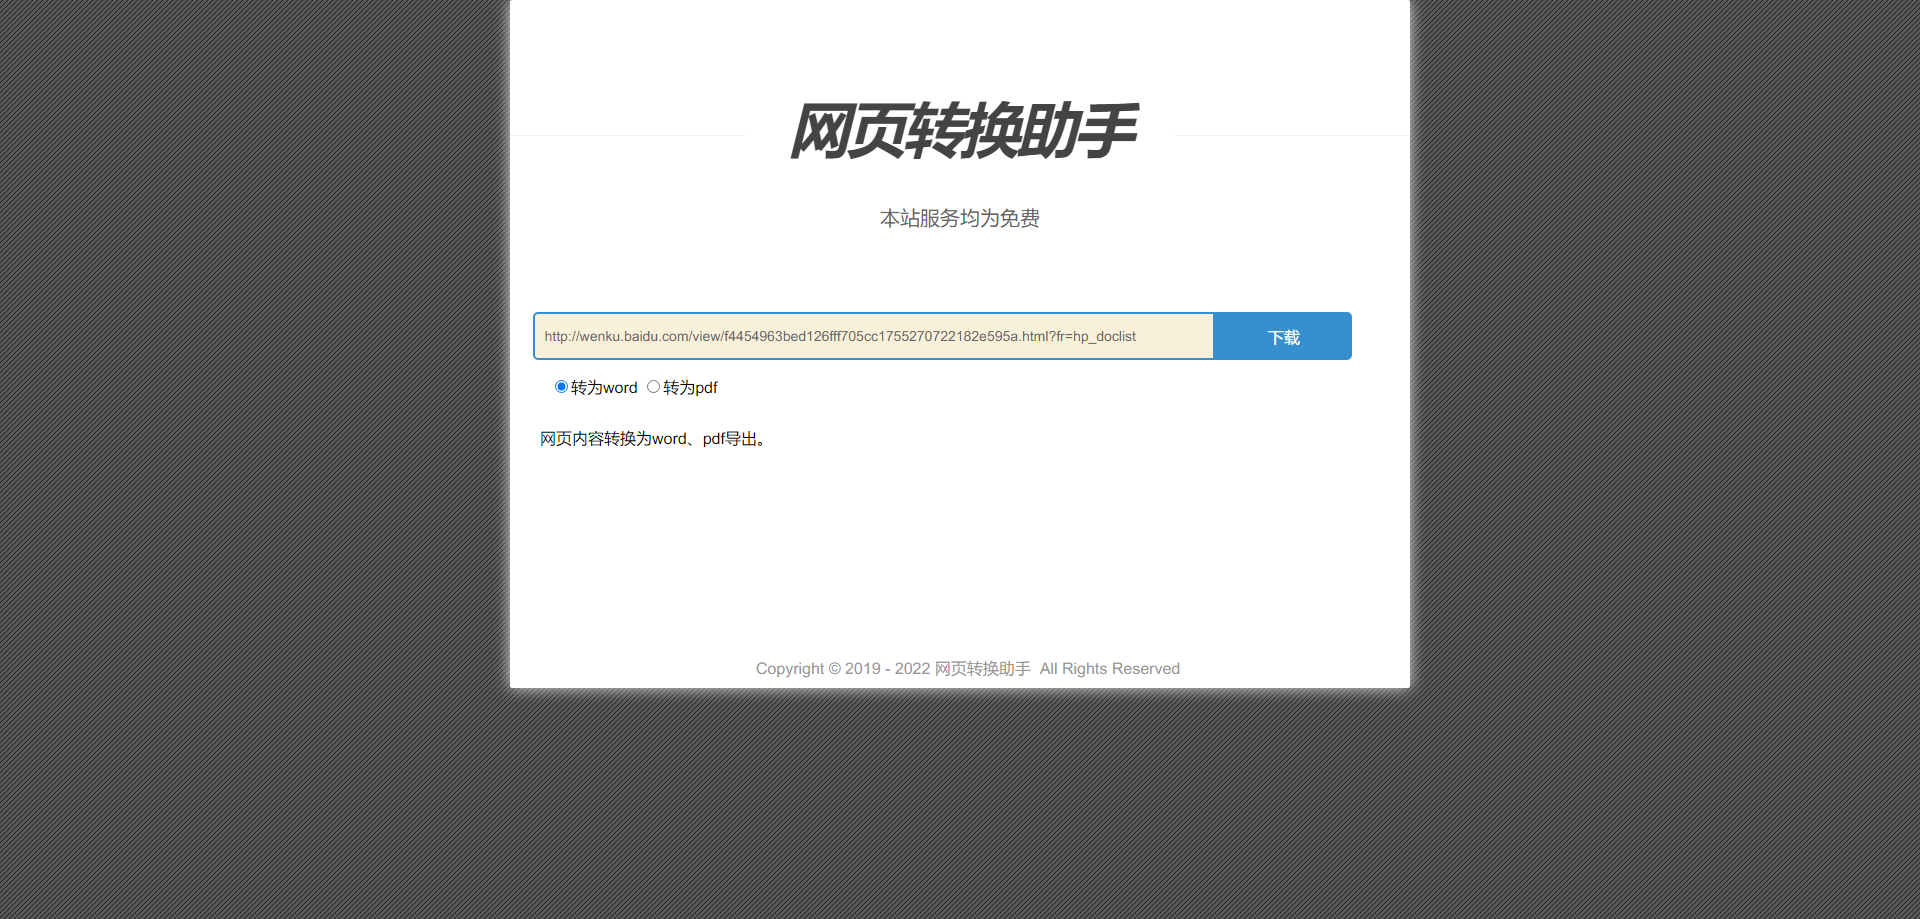 网页转换助手
本站服务均为免费
http://wenku.baidu.com/view/f4454963bed126fff705cc1755270722182e595a.html?fr=hp_doclist
下载
转为word 转为pdf
网页内容转换为word、pdf导出。
Copyright © 2019 - 2022 网页转换助手 All Rights Reserved